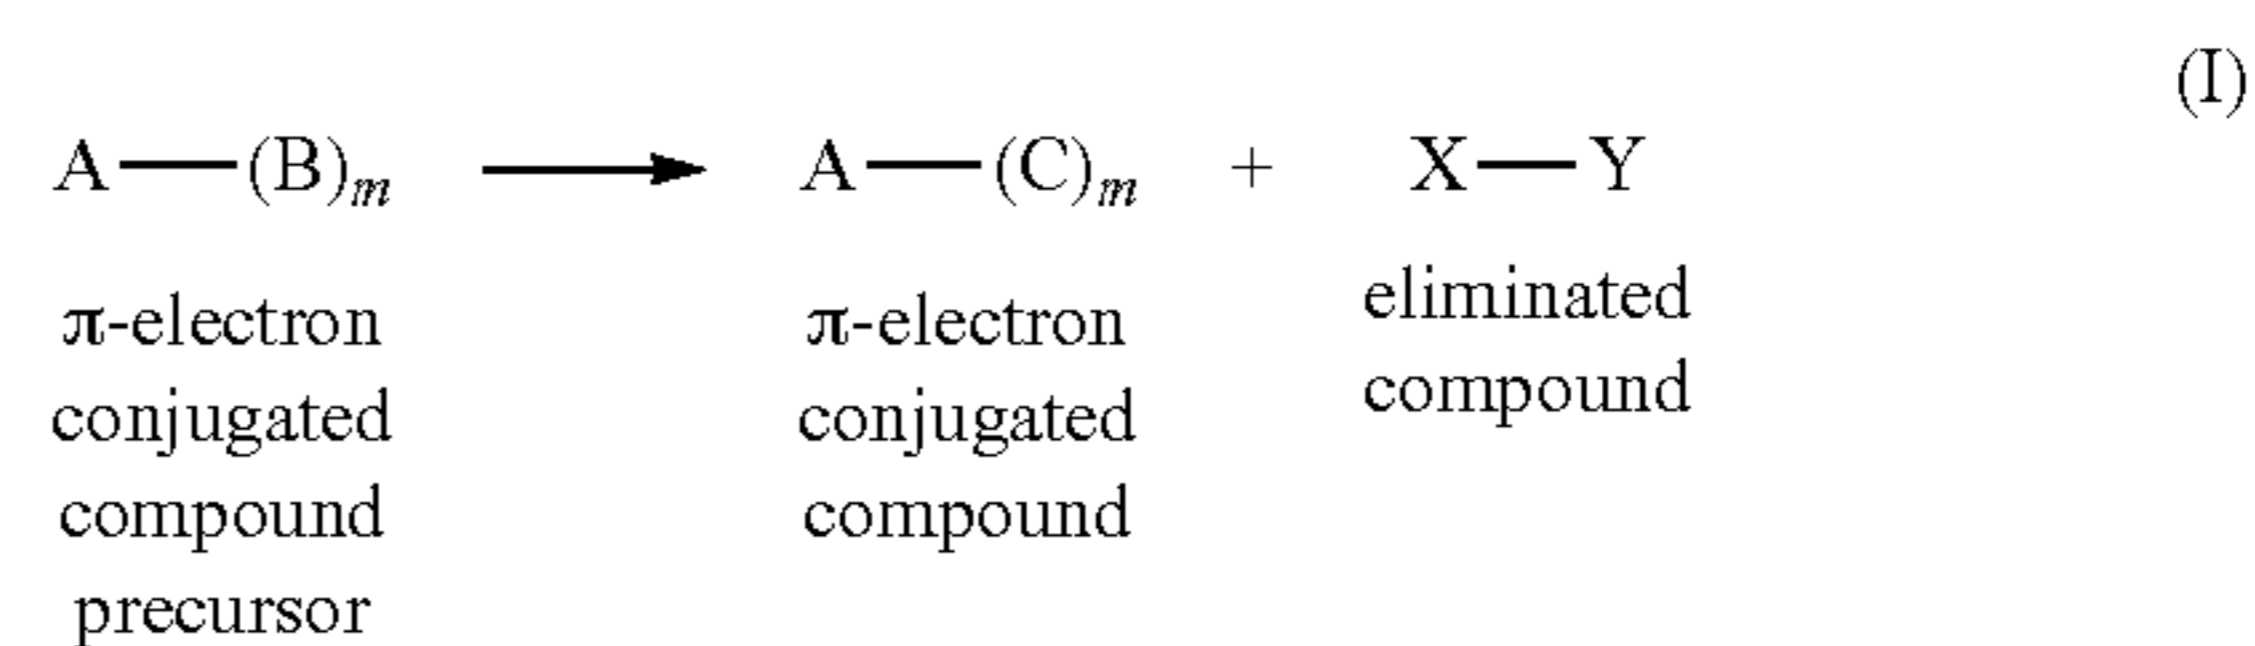 (I)
A—(B)m → A—(C)m + X—Y
π-electron conjugated compound precursor
π-electron conjugated compound
eliminated compound